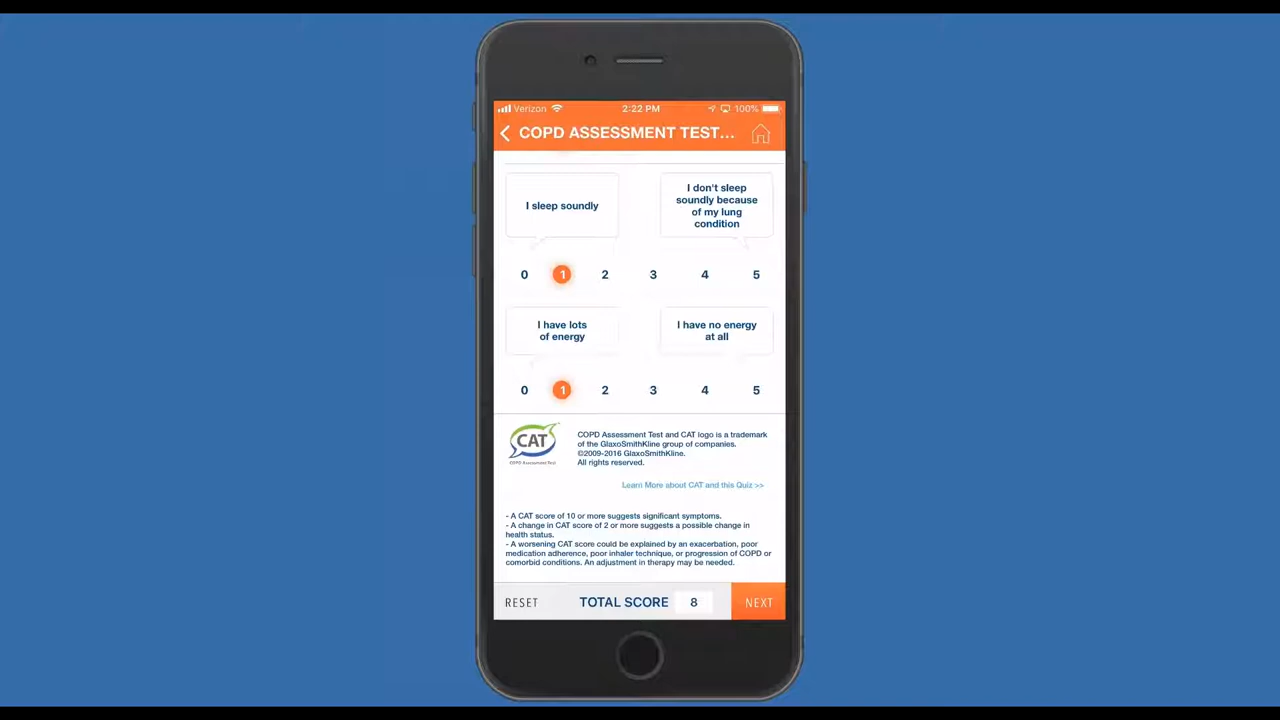 Verizon 2:22 PM 100%
COPD ASSESSMENT TEST...
I sleep soundly
I don't sleep
soundly because
of my lung
condition
0 1 2 3 4 5
I have lots
of energy
I have no energy
at all
0 1 2 3 4 5
CAT
COPD Assessment Test
COPD Assessment Test and CAT logo is a trademark
of the GlaxoSmithKline group of companies.
©2009-2016 GlaxoSmithKline.
All rights reserved.
Learn More about CAT and this Quiz >>
- A CAT score of 10 or more suggests significant symptoms.
- A change in CAT score of 2 or more suggests a possible change in
health status.
- A worsening CAT score could be explained by an exacerbation, poor
medication adherence, poor inhaler technique, or progression of COPD or
comorbid conditions. An adjustment in therapy may be needed.
RESET TOTAL SCORE 8 NEXT